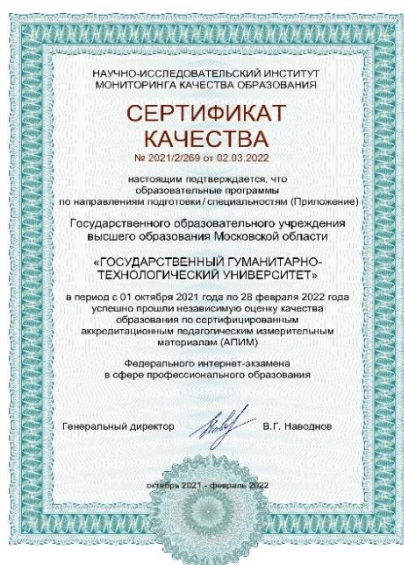 НАУЧНО-ИССЛЕДОВАТЕЛЬСКИЙ ИНСТИТУТ
МОНИТОРИНГА КАЧЕСТВА ОБРАЗОВАНИЯ
СЕРТИФИКАТ
КАЧЕСТВА
№ 2021/2/269 от 02.03.2022
настоящим подтверждается, что
образовательные программы
по направлениям подготовки / специальностям (Приложение)
Государственного образовательного учреждения
высшего образования Московской области
«ГОСУДАРСТВЕННЫЙ ГУМАНИТАРНО-
ТЕХНОЛОГИЧЕСКИЙ УНИВЕРСИТЕТ»
в период с 01 октября 2021 года по 28 февраля 2022 года
успешно прошли независимую оценку качества
образования по сертифицированным
аккредитационным педагогическим измерительным
материалам (АПИМ)
Федерального интернет-экзамена
в сфере профессионального образования
Генеральный директор В.Г. Наводнов
октябрь 2021 - февраль 2022